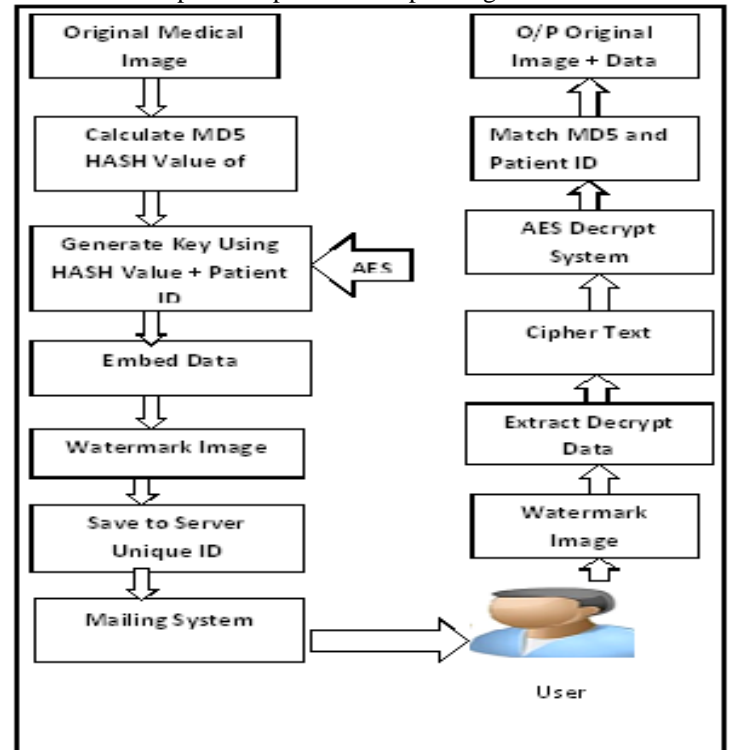 Original Medical
Image
Calculate MD5
HASH Value of
Generate Key Using
HASH Value + Patient
ID
AES
Embed Data
Watermark Image
Save to Server
Unique ID
Mailing System
O/P Original
Image + Data
Match MD5 and
Patient ID
AES Decrypt
System
Cipher Text
Extract Decrypt
Data
Watermark
Image
User